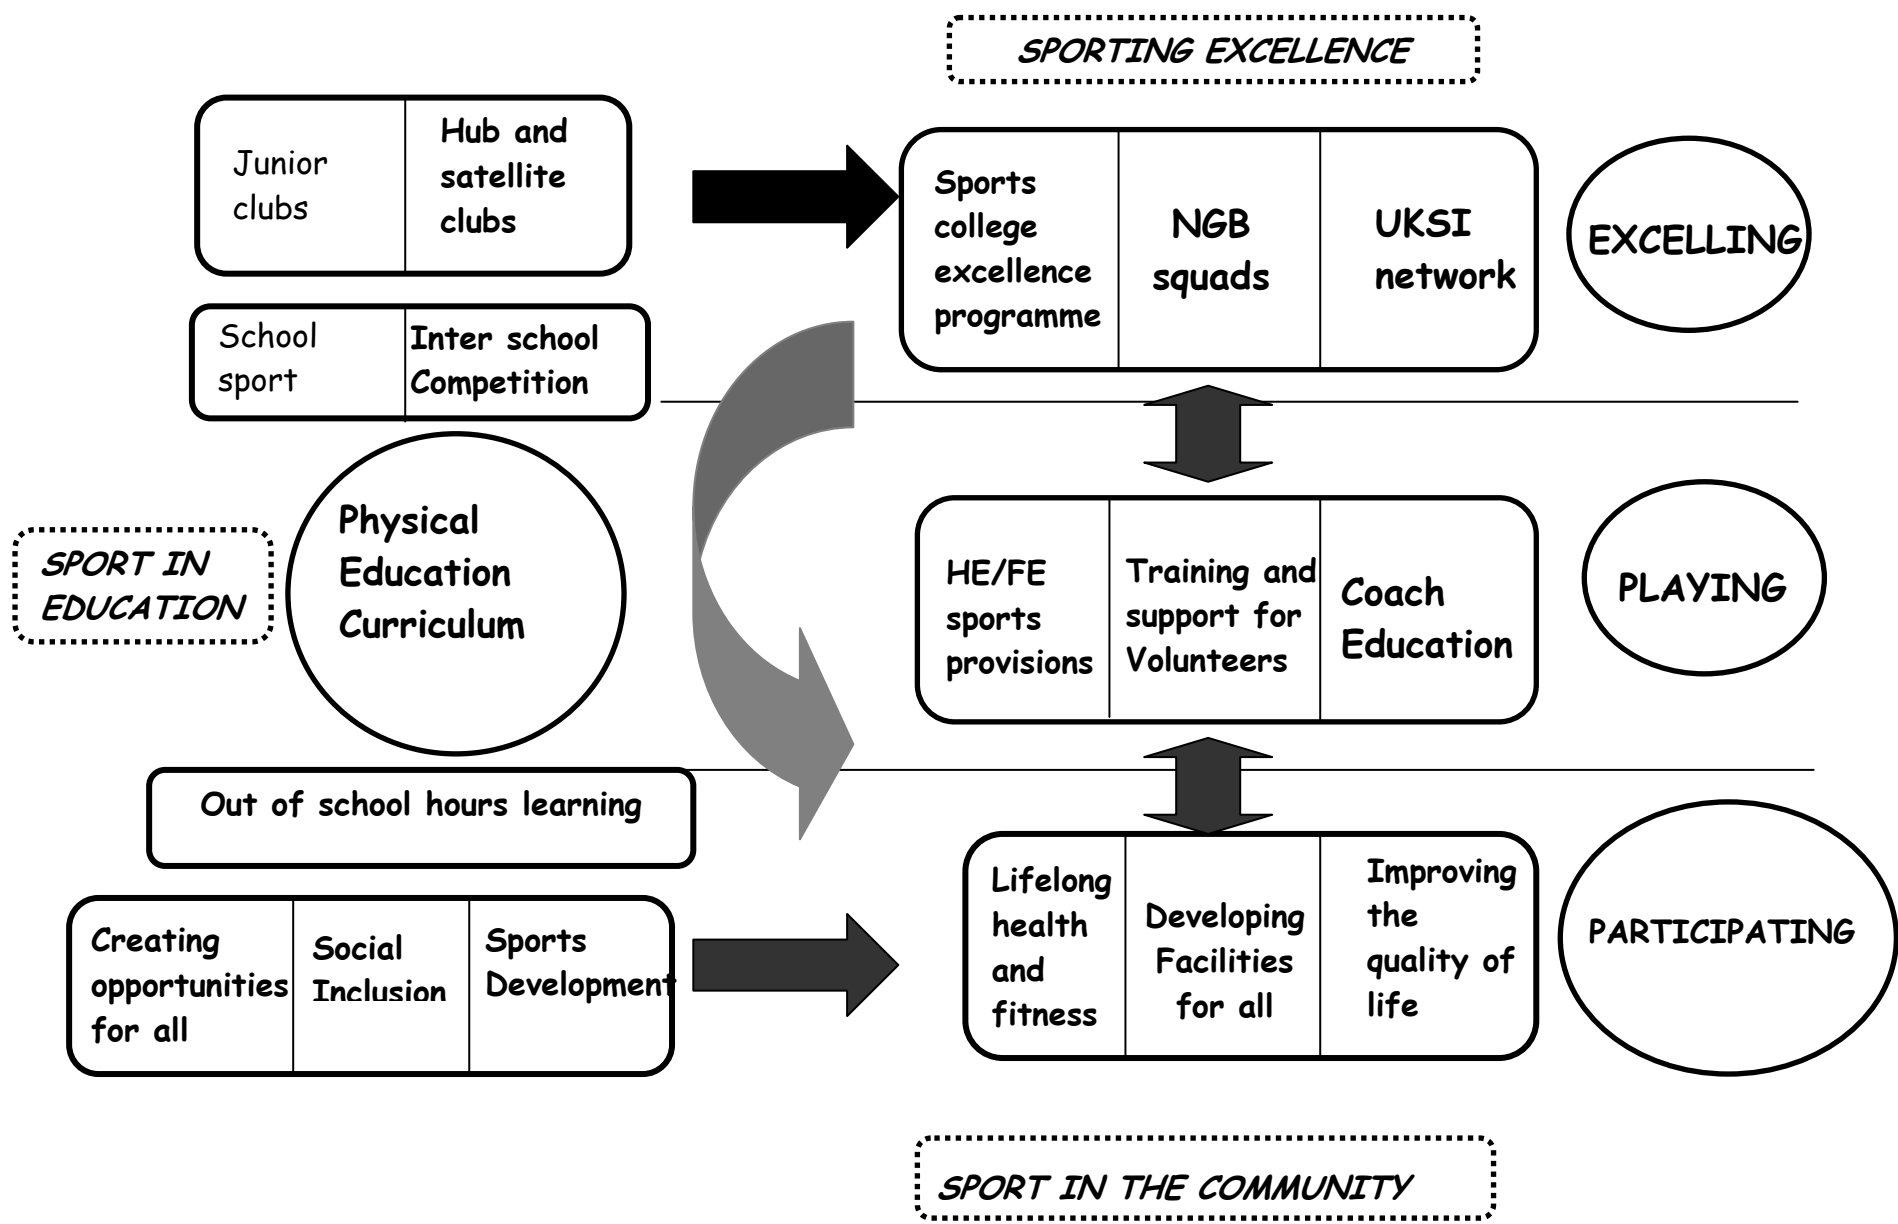 SPORTING EXCELLENCE
Junior
clubs
Hub and
satellite
clubs
Sports
college
excellence
programme
NGB
squads
UKSI
network
EXCELLING
School
sport
Inter school
Competition
SPORT IN
EDUCATION
Physical
Education
Curriculum
HE/FE
sports
provisions
Training and
support for
Volunteers
Coach
Education
PLAYING
Out of school hours learning
Creating
opportunities
for all
Social
Inclusion
Sports
Development
Lifelong
health
and
fitness
Developing
Facilities
for all
Improving
the
quality of
life
PARTICIPATING
SPORT IN THE COMMUNITY